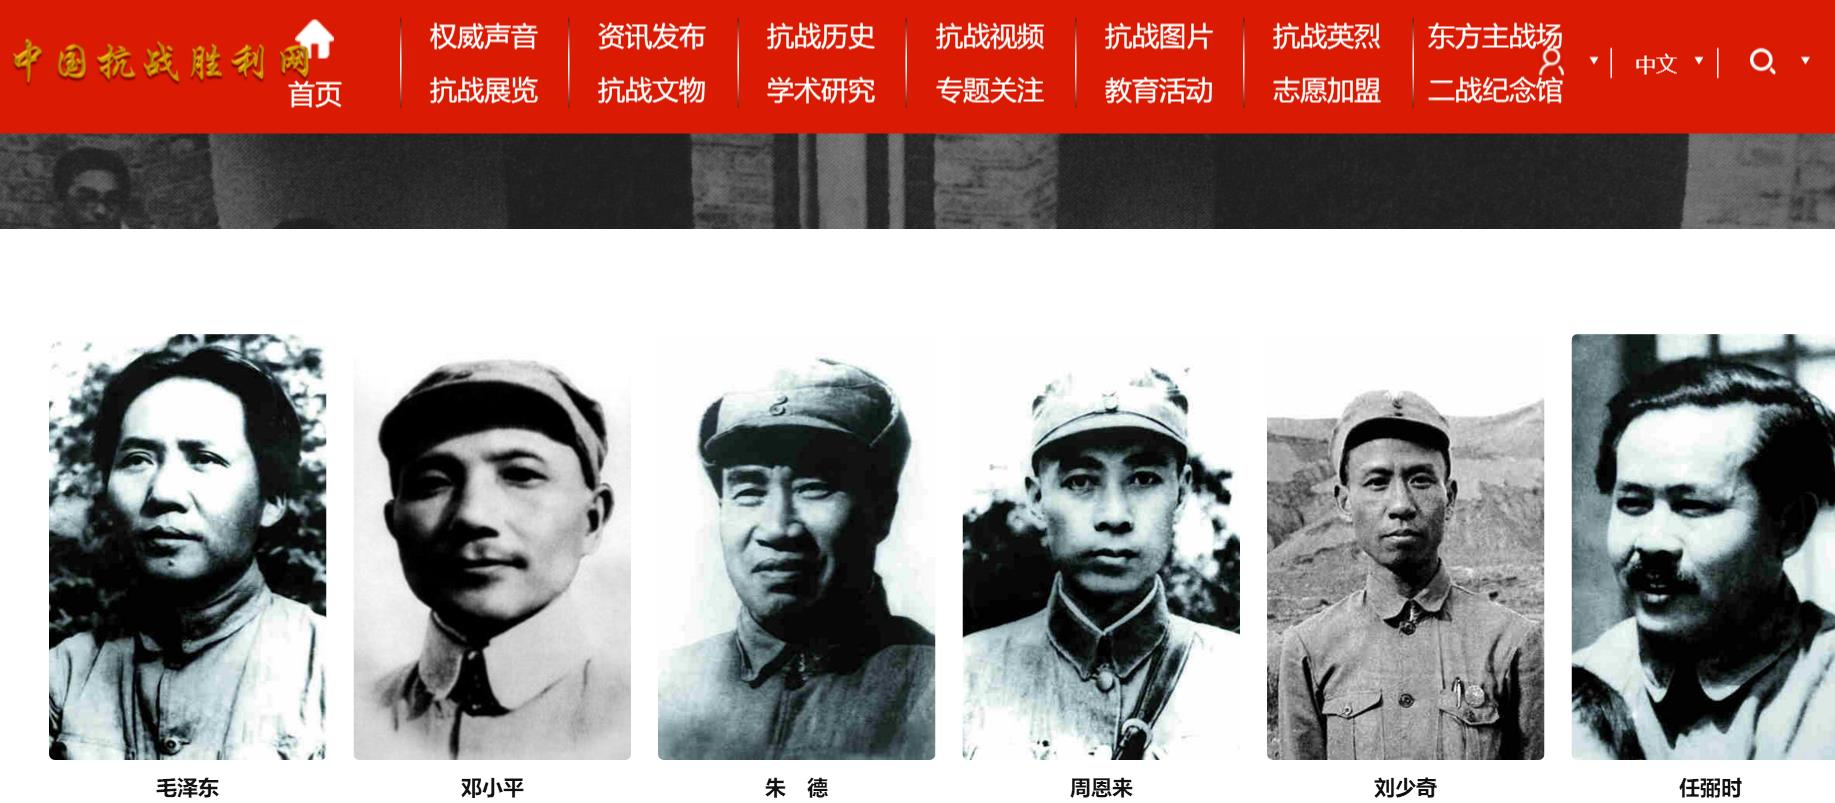 中国抗战胜利网
首页
权威声音
资讯发布
抗战历史
抗战视频
抗战图片
抗战英烈
东方主战场
抗战展览
抗战文物
学术研究
专题关注
教育活动
志愿加盟
二战纪念馆
中文
毛泽东
邓小平
朱　德
周恩来
刘少奇
任弼时